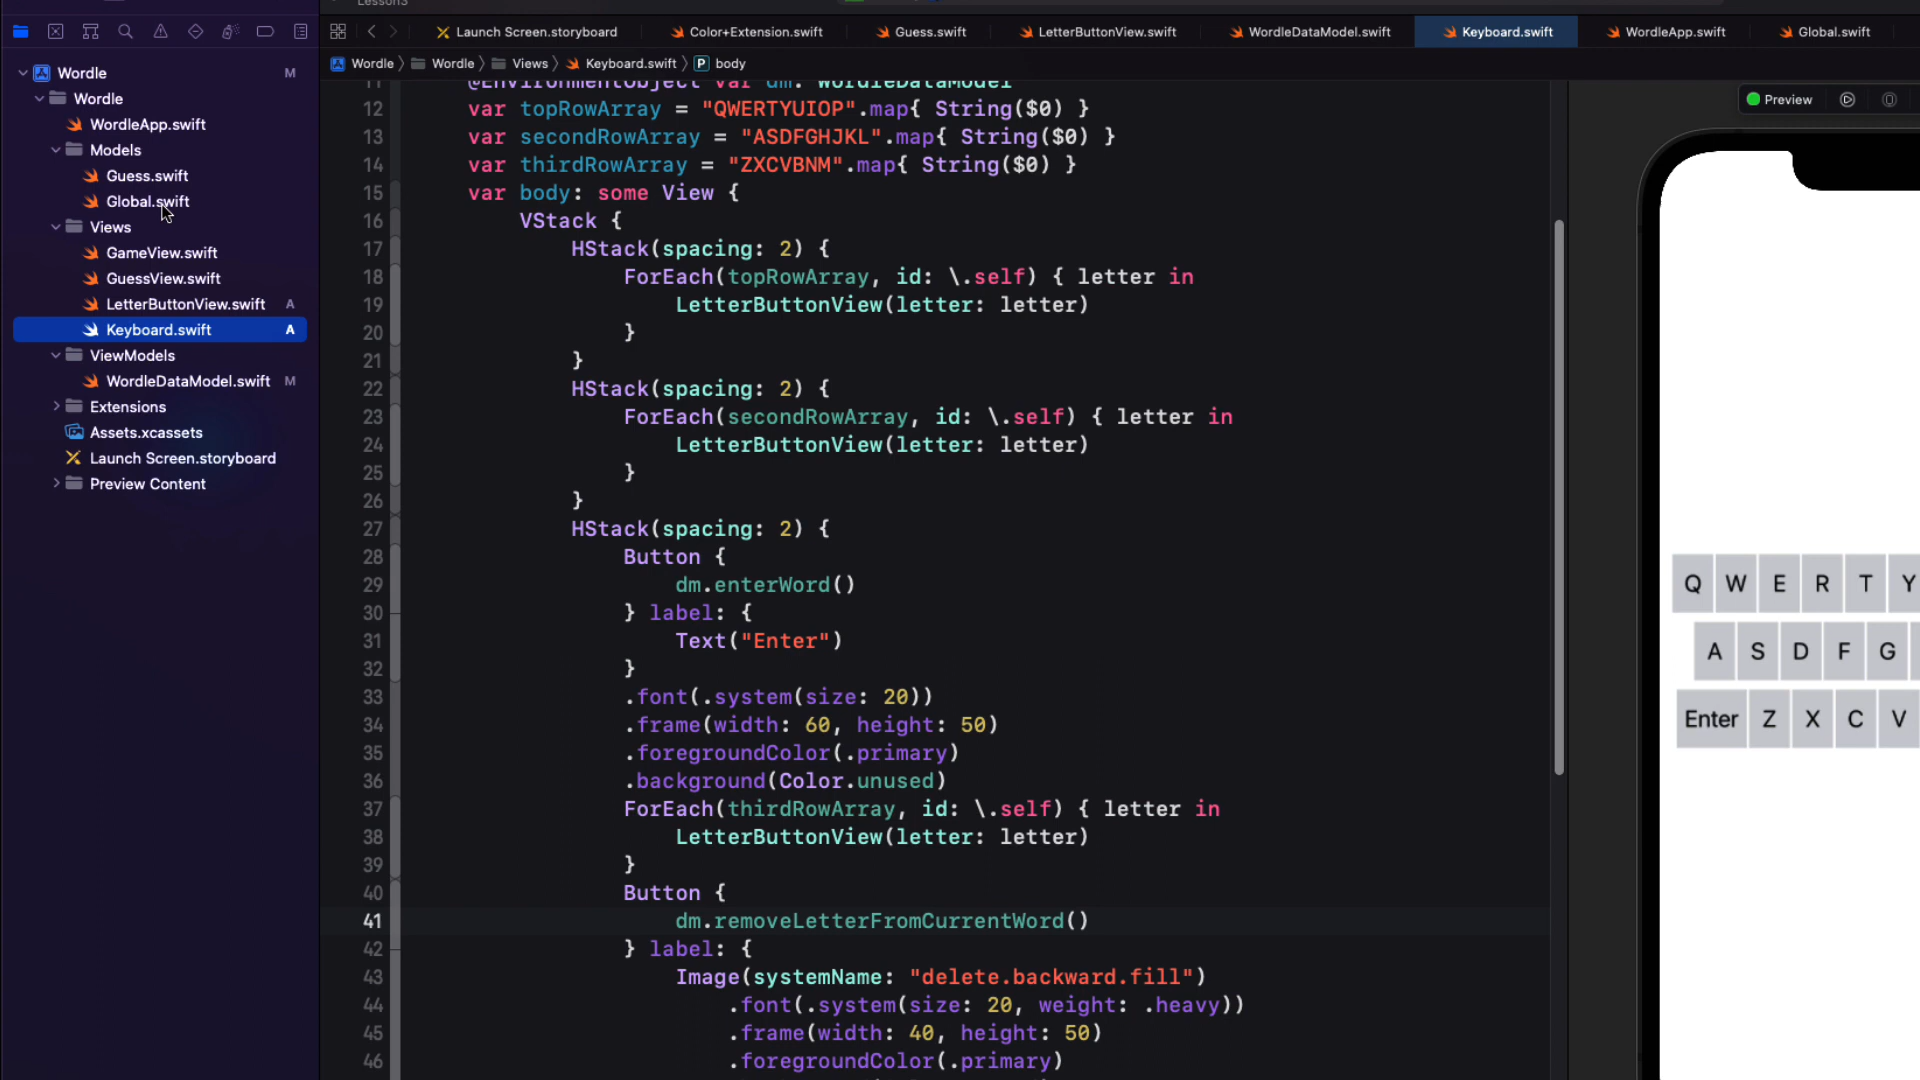 Lesson3
Launch Screen.storyboard
Color+Extension.swift
Guess.swift
LetterButtonView.swift
WordleDataModel.swift
Keyboard.swift
WordleApp.swift
Global.swift
Wordle
Wordle
Views
Keyboard.swift
P body
Wordle M
Wordle
WordleApp.swift
Models
Guess.swift
Global.swift
Views
GameView.swift
GuessView.swift
LetterButtonView.swift A
Keyboard.swift A
ViewModels
WordleDataModel.swift M
Extensions
Assets.xcassets
Launch Screen.storyboard
Preview Content
11 @EnvironmentObject var dm: WordleDataModel
12 var topRowArray = "QWERTYUIOP".map{ String($0) }
13 var secondRowArray = "ASDFGHJKL".map{ String($0) }
14 var thirdRowArray = "ZXCVBNM".map{ String($0) }
15 var body: some View {
16 VStack {
17 HStack(spacing: 2) {
18 ForEach(topRowArray, id: \.self) { letter in
19 LetterButtonView(letter: letter)
20 }
21 }
22 HStack(spacing: 2) {
23 ForEach(secondRowArray, id: \.self) { letter in
24 LetterButtonView(letter: letter)
25 }
26 }
27 HStack(spacing: 2) {
28 Button {
29 dm.enterWord()
30 } label: {
31 Text("Enter")
32 }
33 .font(.system(size: 20))
34 .frame(width: 60, height: 50)
35 .foregroundColor(.primary)
36 .background(Color.unused)
37 ForEach(thirdRowArray, id: \.self) { letter in
38 LetterButtonView(letter: letter)
39 }
40 Button {
41 dm.removeLetterFromCurrentWord()
42 } label: {
43 Image(systemName: "delete.backward.fill")
44 .font(.system(size: 20, weight: .heavy))
45 .frame(width: 40, height: 50)
46 .foregroundColor(.primary)
Preview
Q W E R T Y
A S D F G
Enter Z X C V